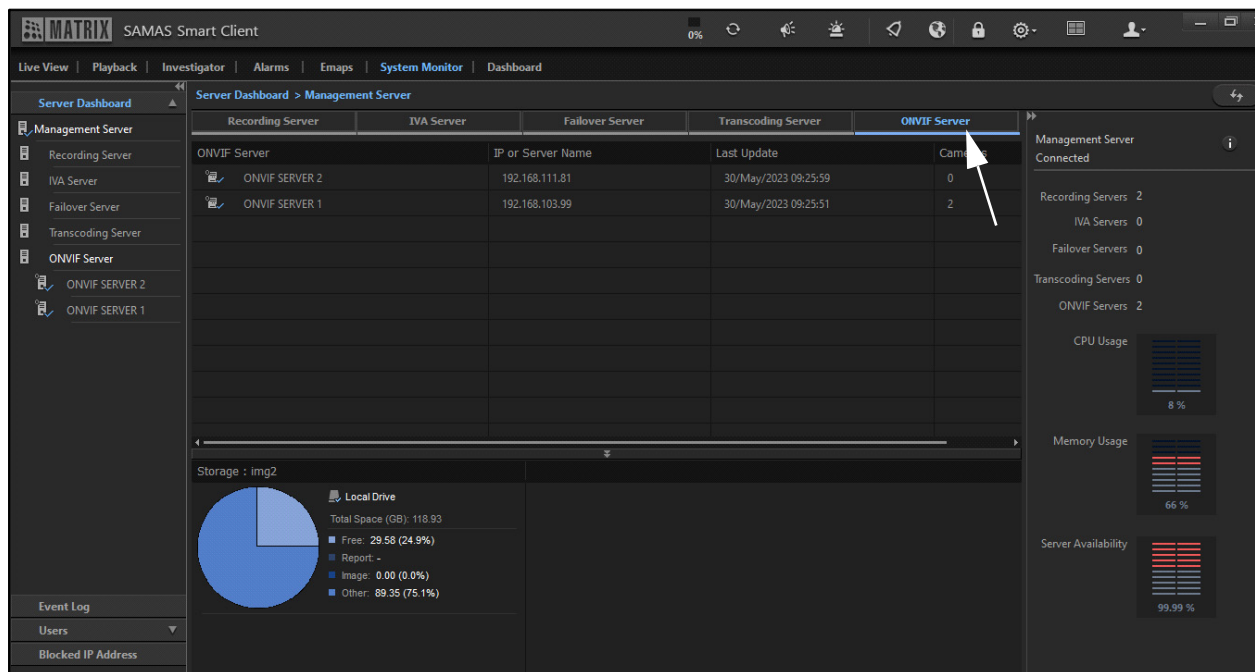 MATRIX SAMAS Smart Client
0%
Live View | Playback | Investigator | Alarms | Emaps | System Monitor | Dashboard
Server Dashboard
Management Server
Recording Server
IVA Server
Failover Server
Transcoding Server
ONVIF Server
ONVIF SERVER 2
ONVIF SERVER 1
Event Log
Users
Blocked IP Address
Server Dashboard > Management Server
Recording Server IVA Server Failover Server Transcoding Server ONVIF Server
ONVIF Server IP or Server Name Last Update
ONVIF SERVER 2 192.168.111.81 30/May/2023 09:25:59 0
ONVIF SERVER 1 192.168.103.99 30/May/2023 09:25:51 2
Storage : img2
Local Drive
Total Space (GB): 118.93
Free: 29.58 (24.9%)
Report: -
Image: 0.00 (0.0%)
Other: 89.35 (75.1%)
Management Server
Connected
Recording Servers 2
IVA Servers 0
Failover Servers 0
Transcoding Servers 0
ONVIF Servers 2
CPU Usage
8 %
Memory Usage
66 %
Server Availability
99.99 %